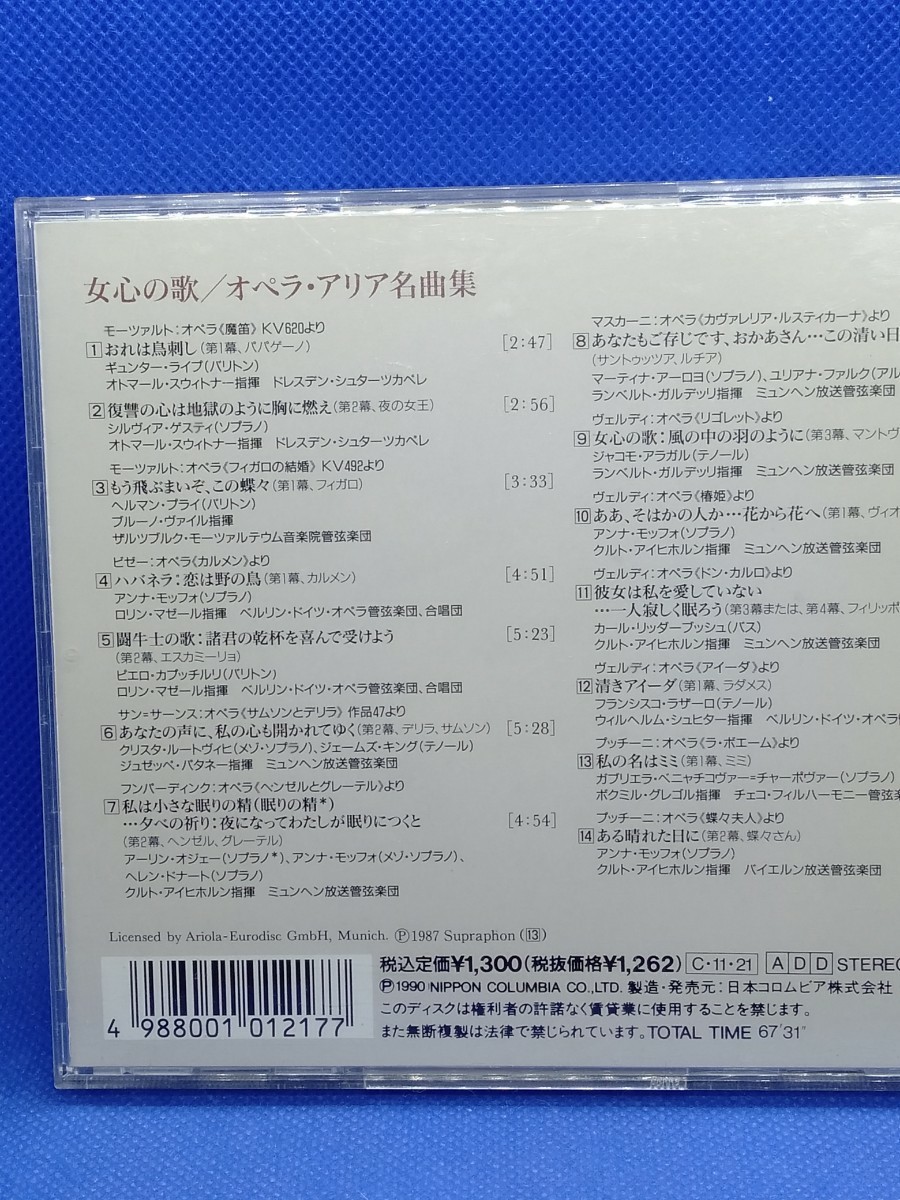 女心の歌/オペラ・アリア名曲集
モーツァルト:オペラ《魔笛》KV620より
1 おれは鳥刺し(第1幕、パパゲーノ) [2:47]
ギュンター・ライプ(バリトン)
オトマール・スウィトナー指揮 ドレスデン・シュターツカペレ
2 復讐の心は地獄のように胸に燃え(第2幕、夜の女王) [2:56]
シルヴィア・ゲスティ(ソプラノ)
オトマール・スウィトナー指揮 ドレスデン・シュターツカペレ
モーツァルト:オペラ《フィガロの結婚》KV492より
3 もう飛ぶまいぞ、この蝶々(第1幕、フィガロ) [3:33]
ヘルマン・プライ(バリトン)
ブルーノ・ヴァイル指揮
ザルツブルク・モーツァルテウム音楽院管弦楽団
ビゼー:オペラ《カルメン》より
4 ハバネラ:恋は野の鳥(第1幕、カルメン) [4:51]
アンナ・モッフォ(ソプラノ)
ロリン・マゼール指揮 ベルリン・ドイツ・オペラ管弦楽団、合唱団
5 闘牛士の歌:諸君の乾杯を喜んで受けよう [5:23]
(第2幕、エスカミーリョ)
ピエロ・カプッチルリ(バリトン)
ロリン・マゼール指揮 ベルリン・ドイツ・オペラ管弦楽団、合唱団
サン=サーンス:オペラ《サムソンとデリラ》作品47より
6 あなたの声に、私の心も開かれてゆく(第2幕、デリラ、サムソン) [5:28]
クリスタ・ルートヴィヒ(メゾ・ソプラノ)、ジェームズ・キング(テノール)
ジュゼッペ・パタネー指揮 ミュンヘン放送管弦楽団
フンパーディンク:オペラ《ヘンゼルとグレーテル》より
7 私は小さな眠りの精(眠りの精*)
…夕べの祈り:夜になってわたしが眠りにつくと [4:54]
(第2幕、ヘンゼル、グレーテル)
アーリン・オジェー(ソプラノ*)、アンナ・モッフォ(メゾ・ソプラノ)、
ヘレン・ドナート(ソプラノ)
クルト・アイヒホルン指揮 ミュンヘン放送管弦楽団
マスカーニ:オペラ《カヴァレリア・ルスティカーナ》より
8 あなたもご存じです、おかあさん…この清い日
(サントゥッツア、ルチア)
マーティナ・アーロヨ(ソプラノ)、ユリアナ・ファルク(アル
ランベルト・ガルデッリ指揮 ミュンヘン放送管弦楽団
ヴェルディ:オペラ《リゴレット》より
9 女心の歌:風の中の羽のように(第3幕、マントヴ
ジャコモ・アラガル(テノール)
ランベルト・ガルデッリ指揮 ミュンヘン放送管弦楽団
ヴェルディ:オペラ《椿姫》より
10 ああ、そはかの人か…花から花へ(第1幕、ヴィオ
アンナ・モッフォ(ソプラノ)
クルト・アイヒホルン指揮 ミュンヘン放送管弦楽団
ヴェルディ:オペラ《ドン・カルロ》より
11 彼女は私を愛していない
…一人寂しく眠ろう(第3幕または、第4幕、フィリッポ
カール・リッダーブッシュ(バス)
クルト・アイヒホルン指揮 ミュンヘン放送管弦楽団
ヴェルディ:オペラ《アイーダ》より
12 清きアイーダ(第1幕、ラダメス)
フランシスコ・ラザーロ(テノール)
ウィルヘルム・シュヒター指揮 ベルリン・ドイツ・オペラ
プッチーニ:オペラ《ラ・ボエーム》より
13 私の名はミミ(第1幕、ミミ)
ガブリエラ・ベニャチコヴァー=チャーポヴァー(ソプラノ)
ボクミル・グレゴル指揮 チェコ・フィルハーモニー管弦楽
プッチーニ:オペラ《蝶々夫人》より
14 ある晴れた日に(第2幕、蝶々さん)
アンナ・モッフォ(ソプラノ)
クルト・アイヒホルン指揮 バイエルン放送管弦楽団
Licensed by Ariola-Eurodisc GmbH, Munich. Ⓟ1987 Supraphon (13)
税込定価¥1,300(税抜価格¥1,262) C・11・21 ADD STEREO
Ⓟ1990 NIPPON COLUMBIA CO.,LTD. 製造・発売元:日本コロムビア株式会社
このディスクは権利者の許諾なく賃貸業に使用することを禁じます。
また無断複製は法律で禁じられています。TOTAL TIME 67'31"
4 988001 012177